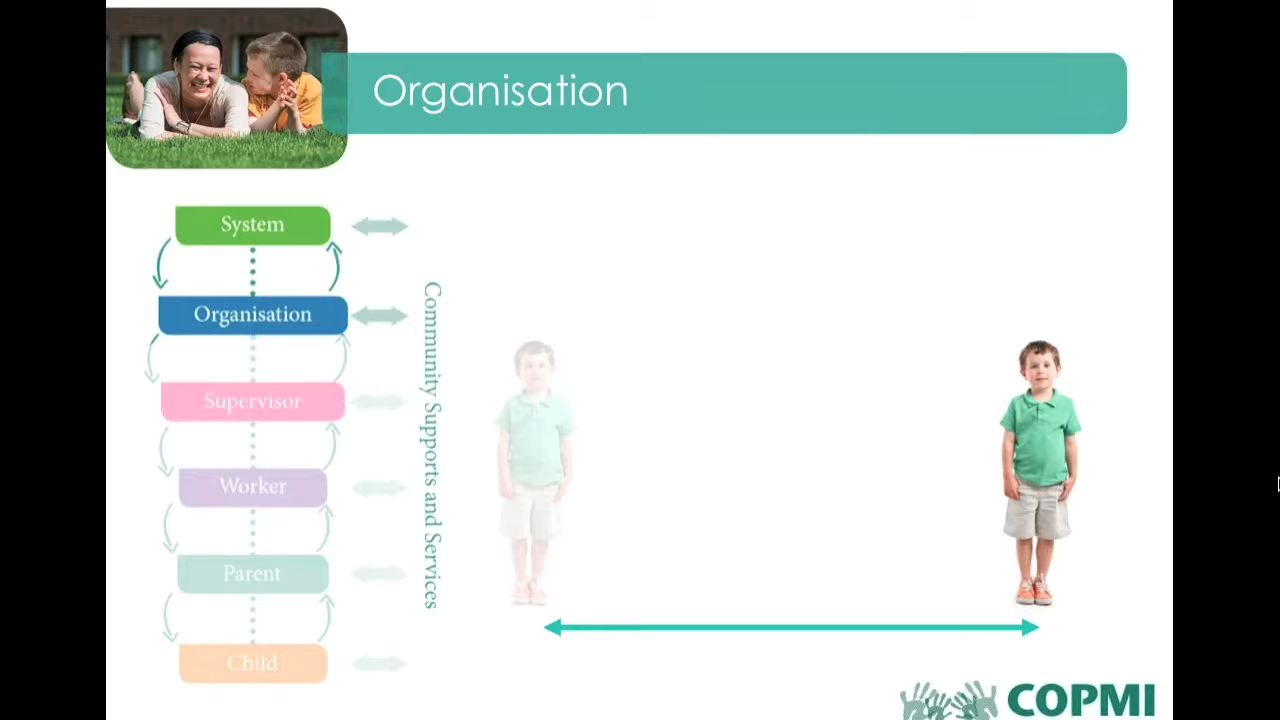 Organisation
System
Organisation
Supervisor
Worker
Parent
Child
Community Supports and Services
COPMI